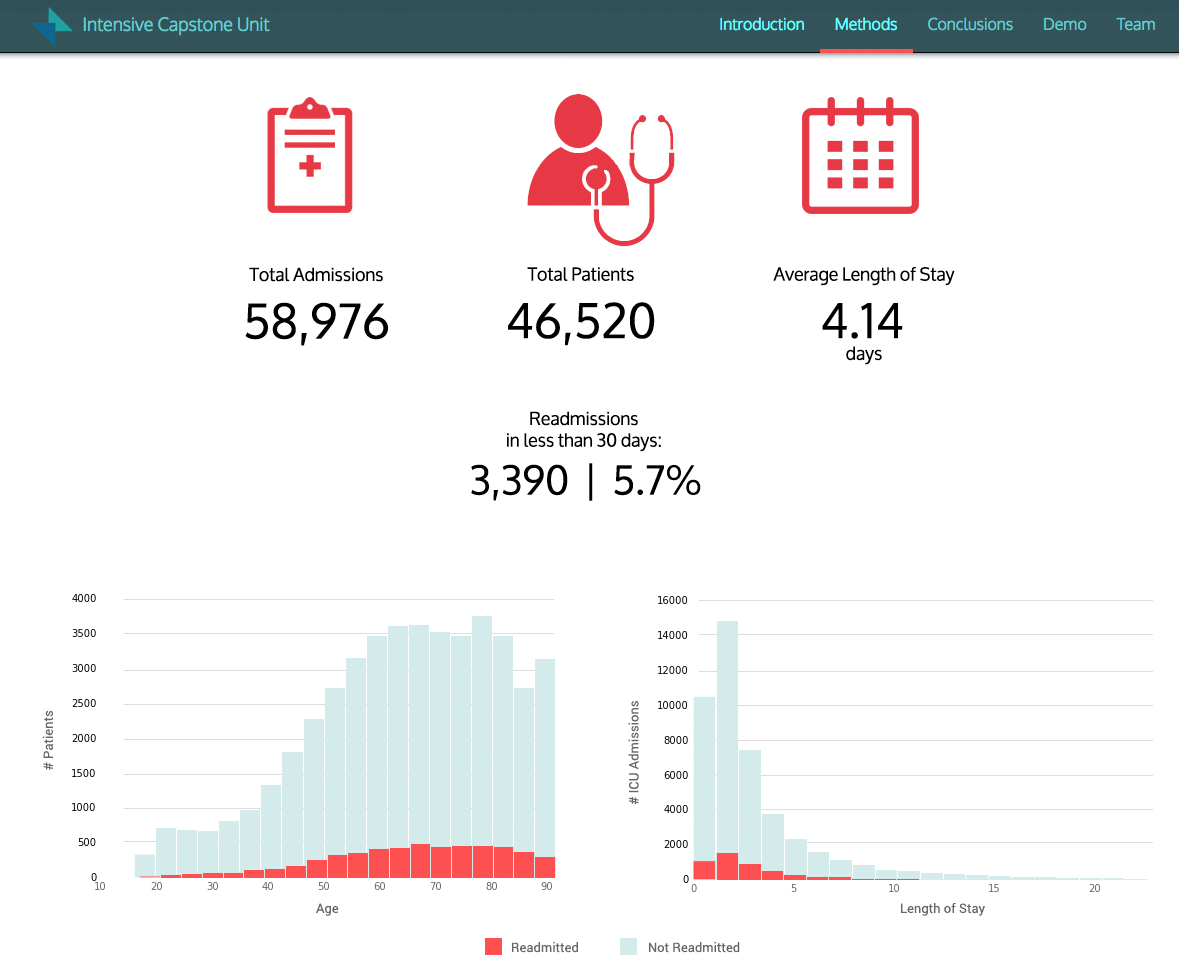 Intensive Capstone Unit
Introduction
Methods
Conclusions
Demo
Team
Total Admissions
58,976
Total Patients
46,520
Average Length of Stay
4.14
days
Readmissions
in less than 30 days:
3,390 | 5.7%
4000
3500
3000
2500
2000
1500
1000
500
0
# Patients
10
20
30
40
50
60
70
80
90
Age
16000
14000
12000
10000
8000
6000
4000
2000
0
# ICU Admissions
0
5
10
15
20
Length of Stay
Readmitted
Not Readmitted